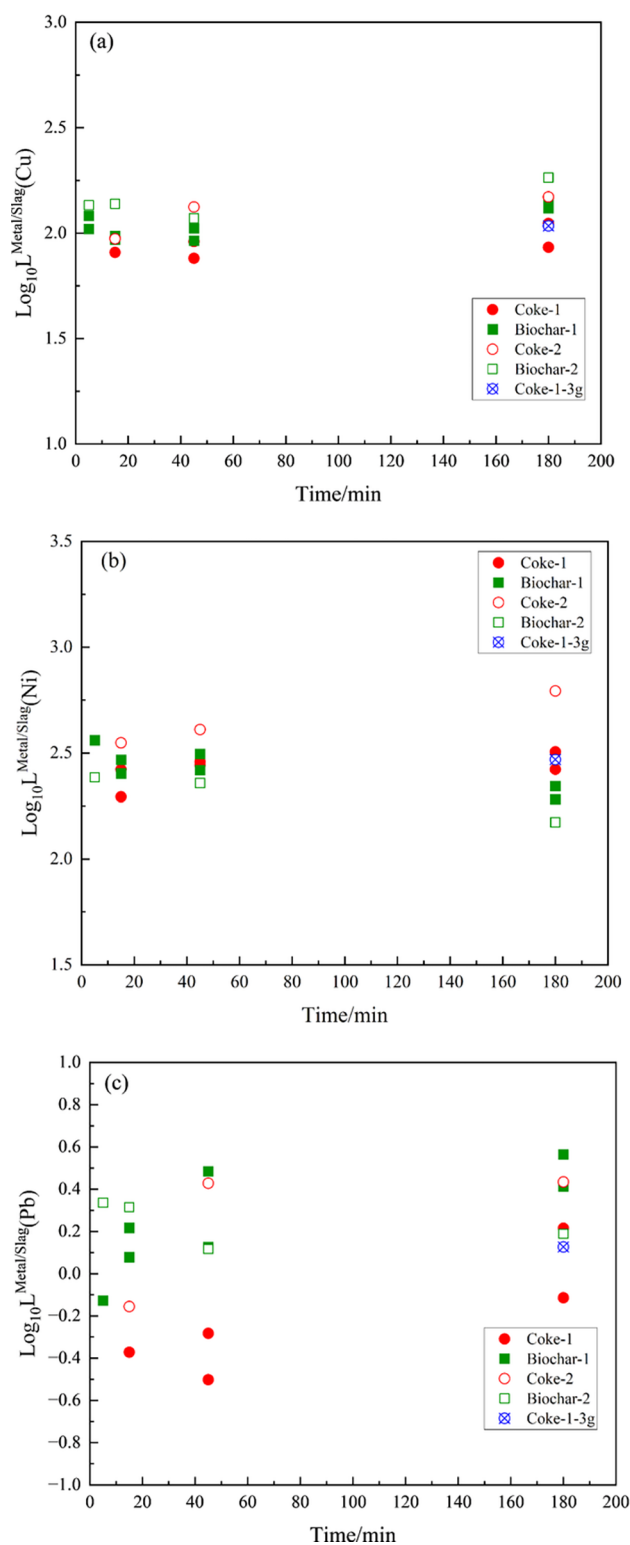 (a)
3.0
2.5
2.0
1.5
1.0
Log10L^Metal/Slag(Cu)
Coke-1
Biochar-1
Coke-2
Biochar-2
Coke-1-3g
0 20 40 60 80 100 120 140 160 180 200
Time/min
(b)
3.5
3.0
2.5
2.0
1.5
Log10L^Metal/Slag(Ni)
Coke-1
Biochar-1
Coke-2
Biochar-2
Coke-1-3g
0 20 40 60 80 100 120 140 160 180 200
Time/min
(c)
1.0
0.8
0.6
0.4
0.2
0.0
−0.2
−0.4
−0.6
−0.8
−1.0
Log10L^Metal/Slag(Pb)
Coke-1
Biochar-1
Coke-2
Biochar-2
Coke-1-3g
0 20 40 60 80 100 120 140 160 180 200
Time/min